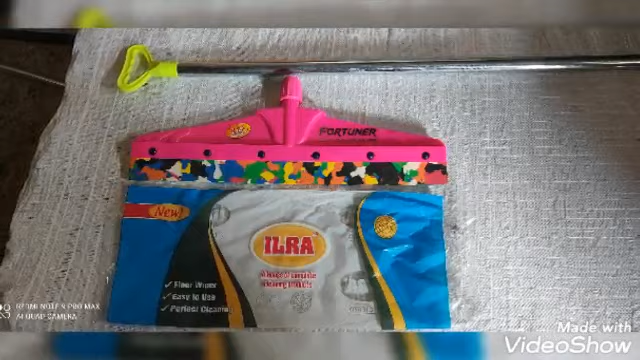 FORTUNER
New!
ILRA
✓ Floor Wiper
✓ Easy to Use
✓ Perfect Cleaning
REDMI NOTE 9 PRO MAX
AI QUAD CAMERA
Made with
VideoShow